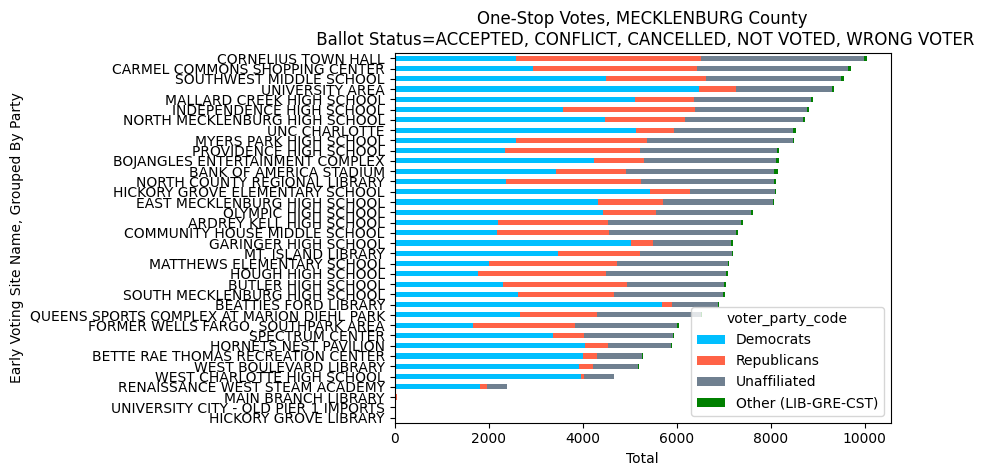 One-Stop Votes, MECKLENBURG County
Ballot Status=ACCEPTED, CONFLICT, CANCELLED, NOT VOTED, WRONG VOTER
Early Voting Site Name, Grouped By Party
CORNELIUS TOWN HALL
CARMEL COMMONS SHOPPING CENTER
SOUTHWEST MIDDLE SCHOOL
UNIVERSITY AREA
MALLARD CREEK HIGH SCHOOL
INDEPENDENCE HIGH SCHOOL
NORTH MECKLENBURG HIGH SCHOOL
UNC CHARLOTTE
MYERS PARK HIGH SCHOOL
PROVIDENCE HIGH SCHOOL
BOJANGLES ENTERTAINMENT COMPLEX
BANK OF AMERICA STADIUM
NORTH COUNTY REGIONAL LIBRARY
HICKORY GROVE ELEMENTARY SCHOOL
EAST MECKLENBURG HIGH SCHOOL
OLYMPIC HIGH SCHOOL
ARDREY KELL HIGH SCHOOL
COMMUNITY HOUSE MIDDLE SCHOOL
GARINGER HIGH SCHOOL
MT. ISLAND LIBRARY
MATTHEWS ELEMENTARY SCHOOL
HOUGH HIGH SCHOOL
BUTLER HIGH SCHOOL
SOUTH MECKLENBURG HIGH SCHOOL
BEATTIES FORD LIBRARY
QUEENS SPORTS COMPLEX AT MARION DIEHL PARK
FORMER WELLS FARGO, SOUTHPARK AREA
SPECTRUM CENTER
HORNETS NEST PAVILION
BETTE RAE THOMAS RECREATION CENTER
WEST BOULEVARD LIBRARY
WEST CHARLOTTE HIGH SCHOOL
RENAISSANCE WEST STEAM ACADEMY
MAIN BRANCH LIBRARY
UNIVERSITY CITY - OLD PIER 1 IMPORTS
HICKORY GROVE LIBRARY
voter_party_code
Democrats
Republicans
Unaffiliated
Other (LIB-GRE-CST)
0 2000 4000 6000 8000 10000
Total